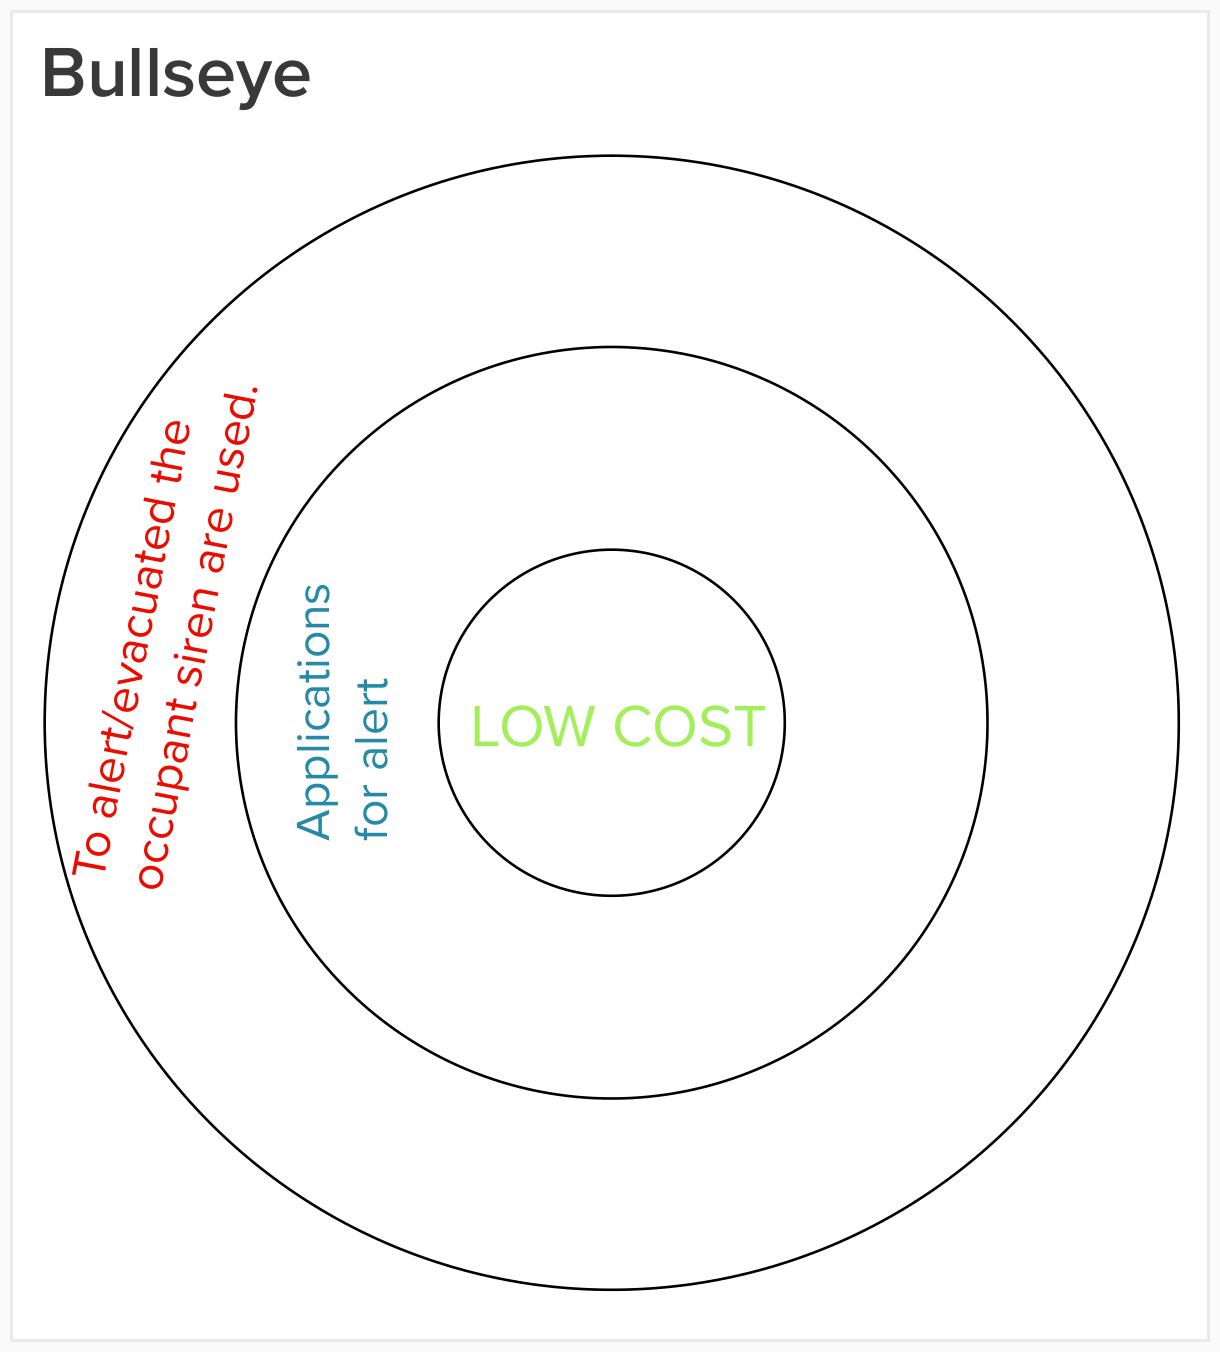 Bullseye
To alert/evacuated the
occupant siren are used.
Applications
for alert
LOW COST